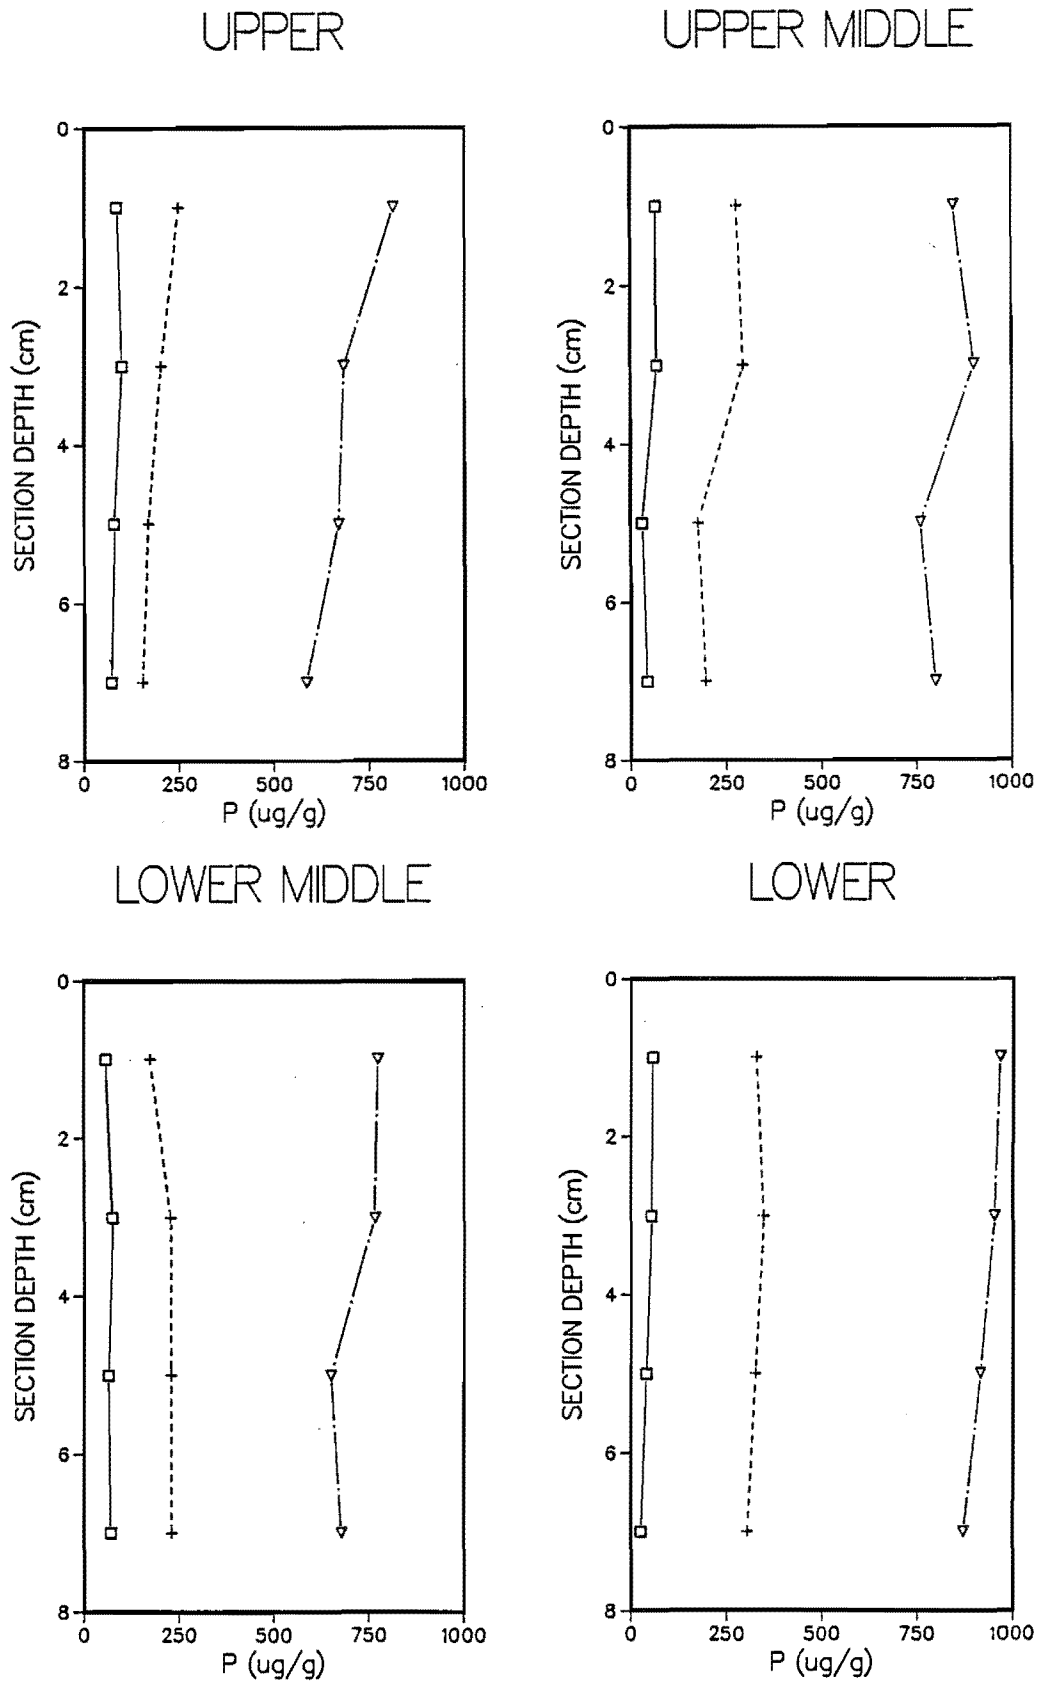 UPPER
0
2
4
6
8
SECTION DEPTH (cm)
0 250 500 750 1000
P (ug/g)
UPPER MIDDLE
0
2
4
6
8
SECTION DEPTH (cm)
0 250 500 750 1000
P (ug/g)
LOWER MIDDLE
0
2
4
6
8
SECTION DEPTH (cm)
0 250 500 750 1000
P (ug/g)
LOWER
0
2
4
6
8
SECTION DEPTH (cm)
0 250 500 750 1000
P (ug/g)